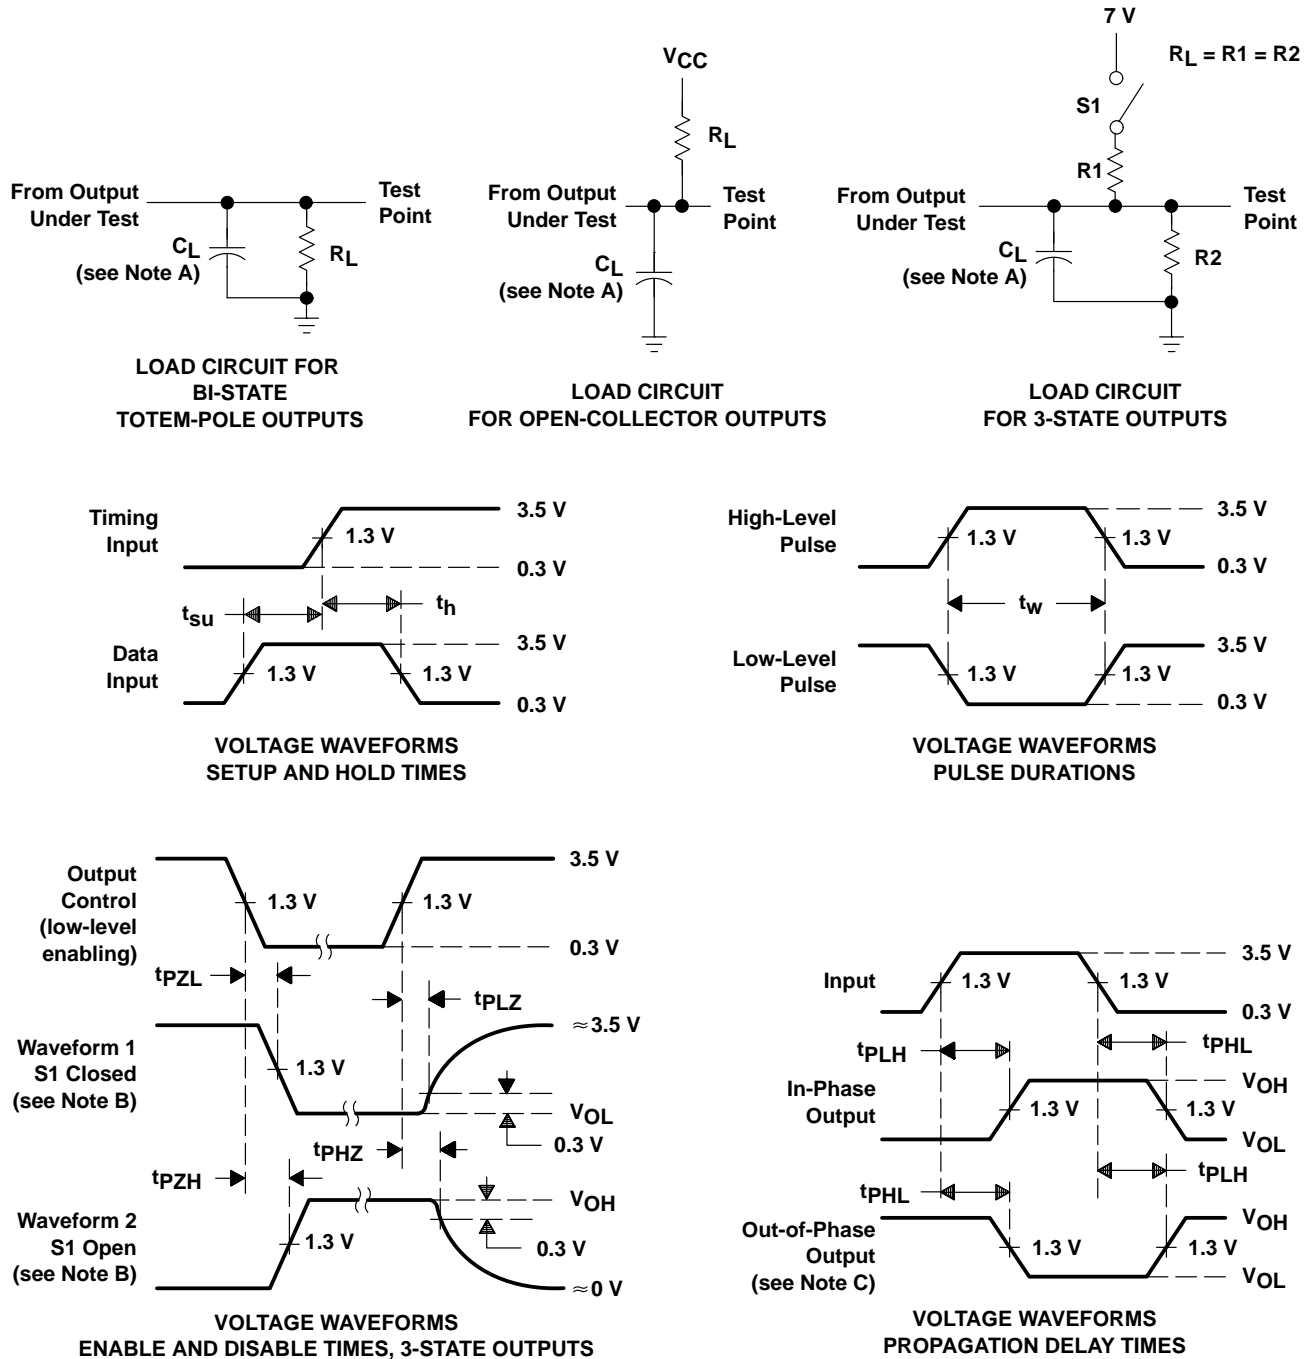 From Output
Under Test
Test
Point
CL
(see Note A)
RL
LOAD CIRCUIT FOR
BI-STATE
TOTEM-POLE OUTPUTS
VCC
RL
From Output
Under Test
Test
Point
CL
(see Note A)
LOAD CIRCUIT
FOR OPEN-COLLECTOR OUTPUTS
7 V
RL = R1 = R2
S1
R1
From Output
Under Test
Test
Point
CL
(see Note A)
R2
LOAD CIRCUIT
FOR 3-STATE OUTPUTS
Timing
Input
3.5 V
1.3 V
0.3 V
tsu
th
Data
Input
3.5 V
1.3 V
1.3 V
0.3 V
VOLTAGE WAVEFORMS
SETUP AND HOLD TIMES
High-Level
Pulse
3.5 V
1.3 V
1.3 V
0.3 V
tw
Low-Level
Pulse
3.5 V
1.3 V
1.3 V
0.3 V
VOLTAGE WAVEFORMS
PULSE DURATIONS
Output
Control
(low-level
enabling)
3.5 V
1.3 V
1.3 V
0.3 V
tPZL
tPLZ
Waveform 1
S1 Closed
(see Note B)
≈3.5 V
1.3 V
VOL
0.3 V
tPHZ
tPZH
Waveform 2
S1 Open
(see Note B)
VOH
1.3 V
0.3 V
≈0 V
VOLTAGE WAVEFORMS
ENABLE AND DISABLE TIMES, 3-STATE OUTPUTS
Input
3.5 V
1.3 V
1.3 V
0.3 V
tPLH
tPHL
In-Phase
Output
VOH
1.3 V
1.3 V
VOL
tPHL
tPLH
Out-of-Phase
Output
(see Note C)
VOH
1.3 V
1.3 V
VOL
VOLTAGE WAVEFORMS
PROPAGATION DELAY TIMES